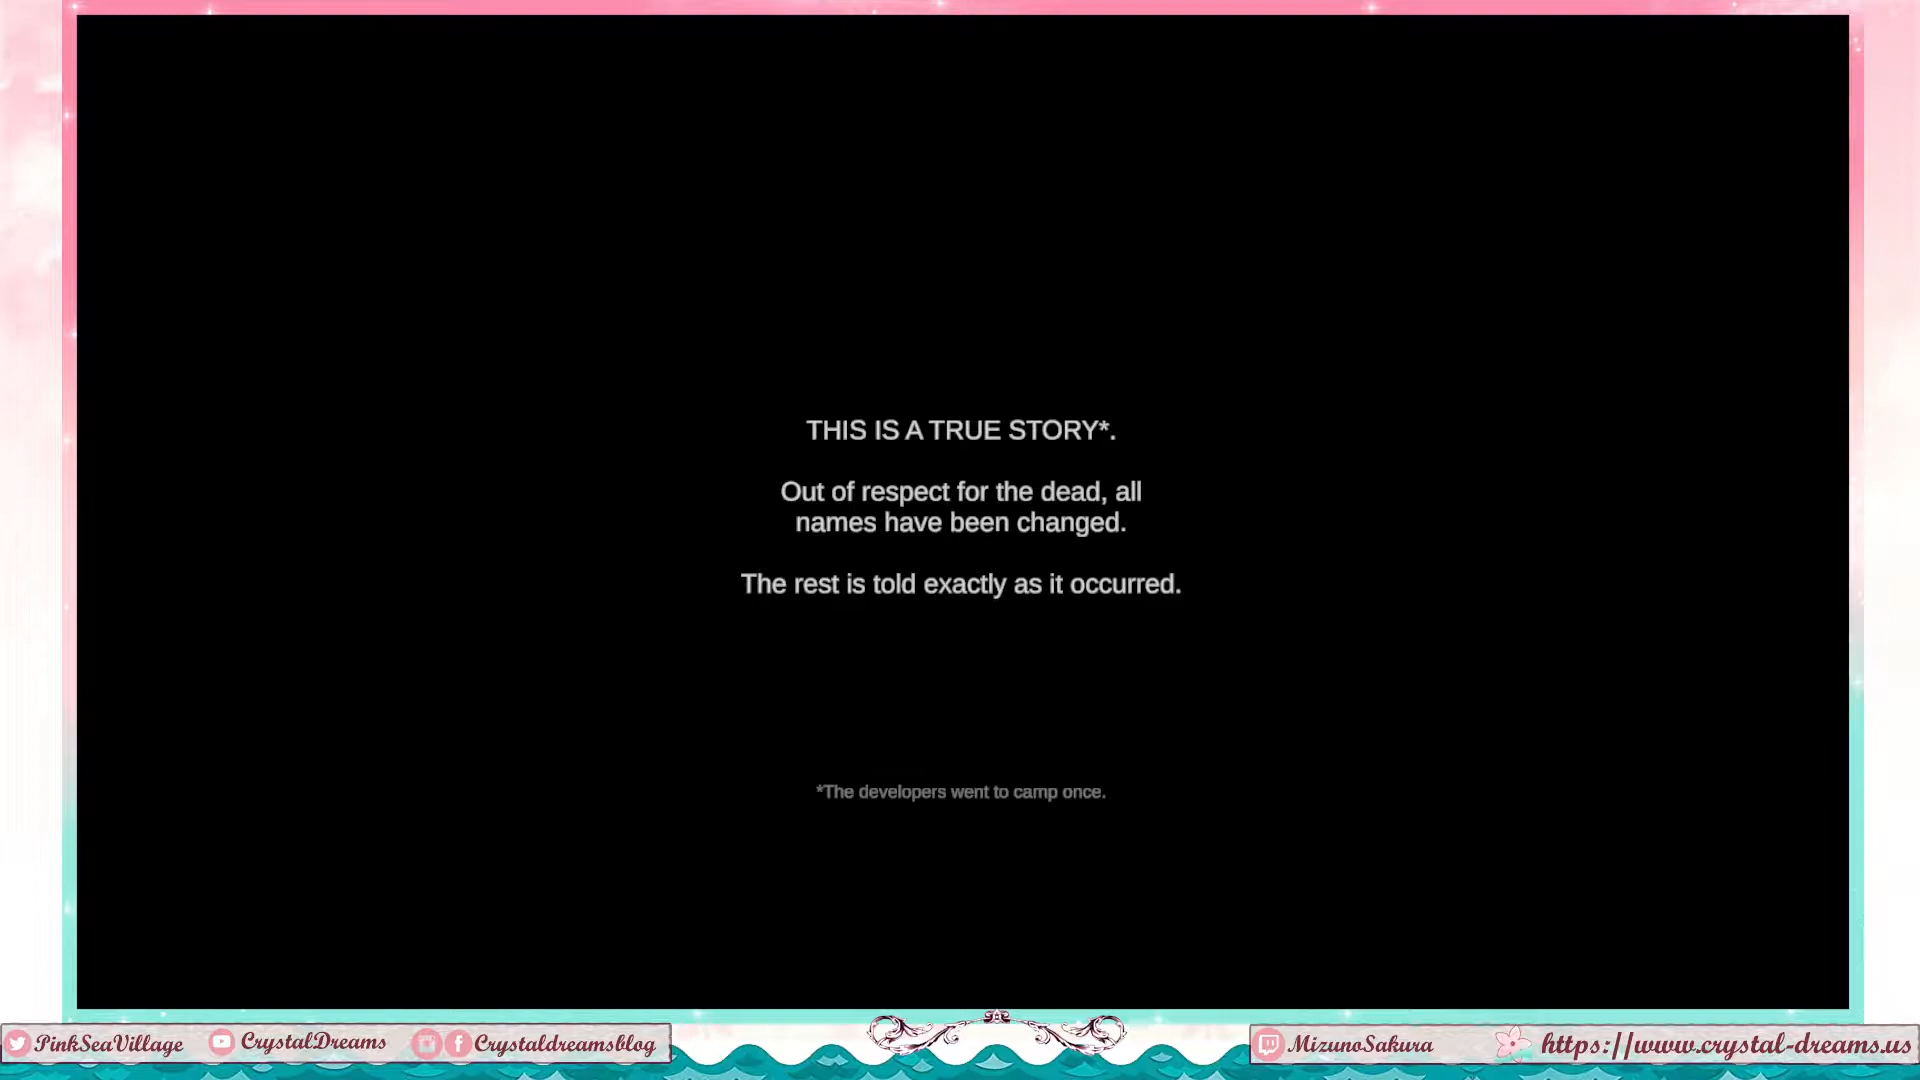 THIS IS A TRUE STORY*.
Out of respect for the dead, all
names have been changed.
The rest is told exactly as it occurred.
*The developers went to camp once.
PinkSeaVillage CrystalDreams Crystaldreamsblog MizunoSakura https://www.crystal-dreams.us